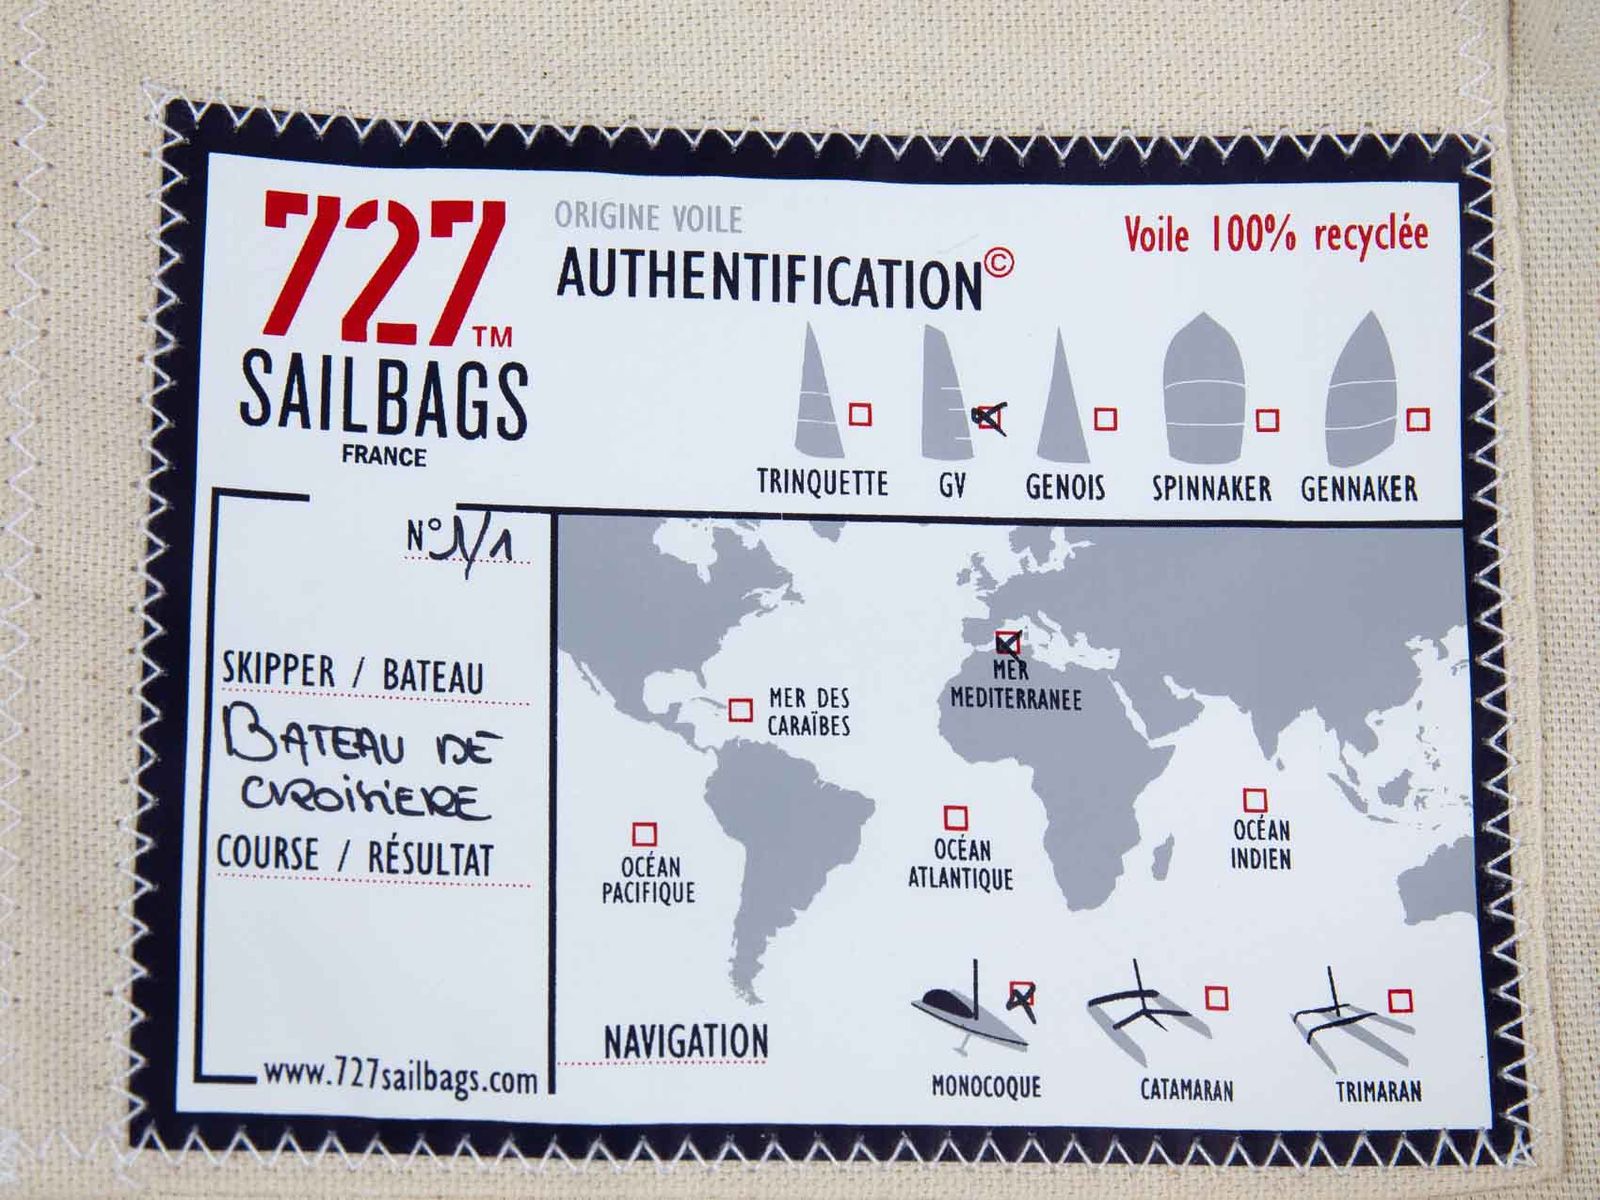 727™
SAILBAGS
FRANCE
ORIGINE VOILE
AUTHENTIFICATION©
Voile 100% recyclée
TRINQUETTE GV GENOIS SPINNAKER GENNAKER
N° 1/1
SKIPPER / BATEAU
BATEAU DE
CROISIERE
COURSE / RÉSULTAT
www.727sailbags.com
MER
MEDITERRANEE
MER DES
CARAÏBES
OCÉAN
PACIFIQUE
OCÉAN
ATLANTIQUE
OCÉAN
INDIEN
NAVIGATION
MONOCOQUE CATAMARAN TRIMARAN